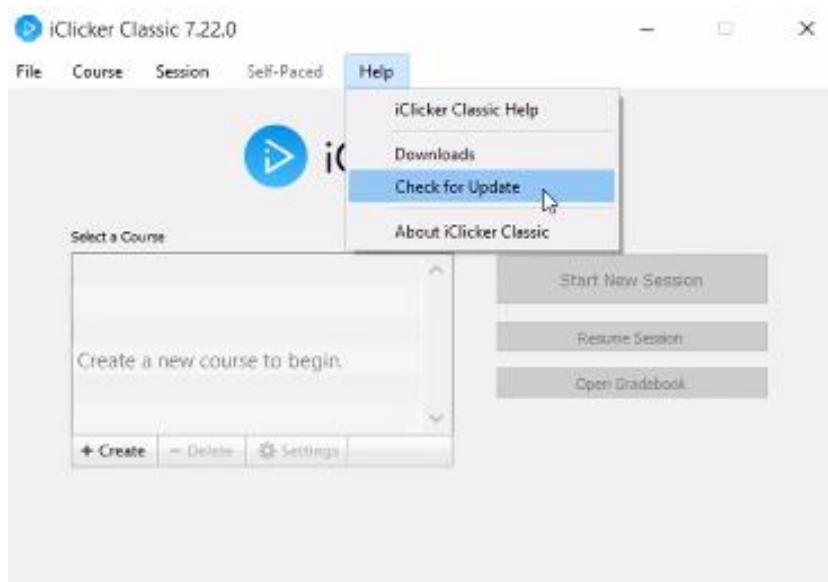 iClicker Classic 7.22.0
File Course Session Self-Paced Help
iClicker Classic Help
Downloads
Check for Update
About iClicker Classic
Select a Course
Create a new course to begin.
+ Create - Delete Settings
Start New Session
Resume Session
Open Gradebook